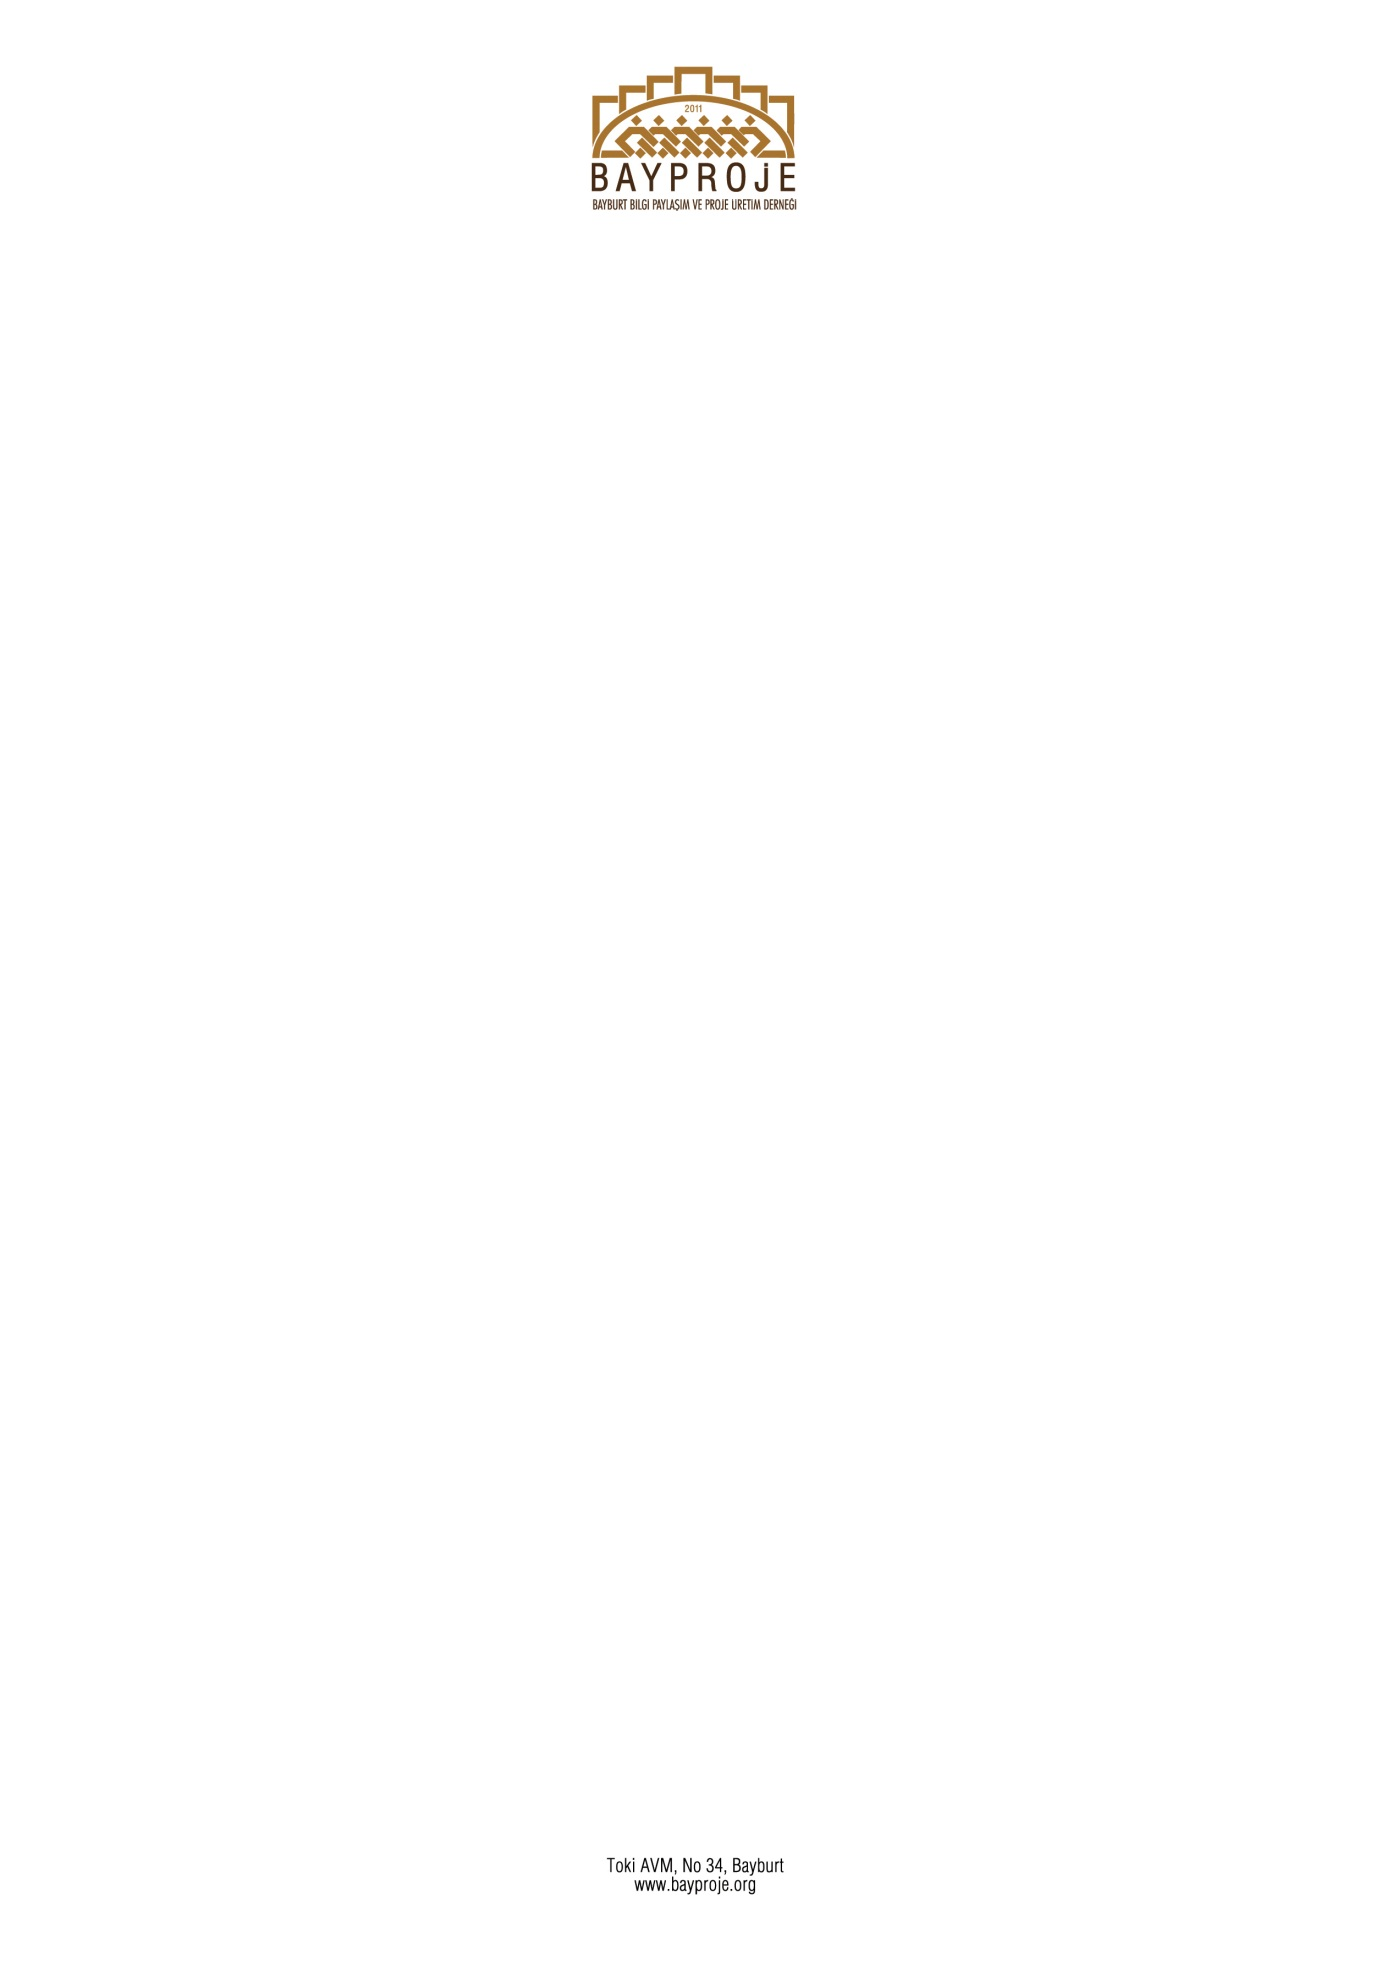 2011
BAYPROJE
BAYBURT BILGI PAYLAŞIM VE PROJE URETIM DERNEĞI
Toki AVM, No 34, Bayburt
www.bayproje.org